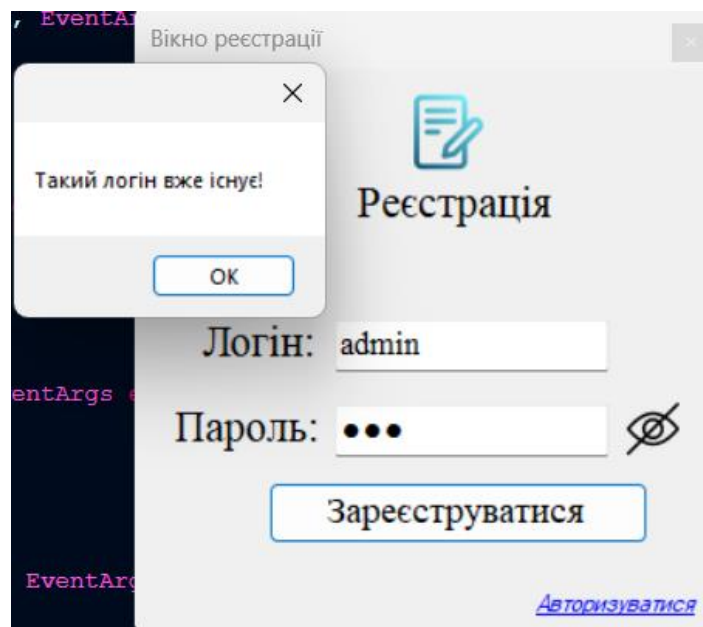 , EventAr
Вікно реєстрації
Такий логін вже існує!
OK
Реєстрація
Логін: admin
entArgs e
Пароль: ●●●
Зареєструватися
EventArg
Авторизуватися